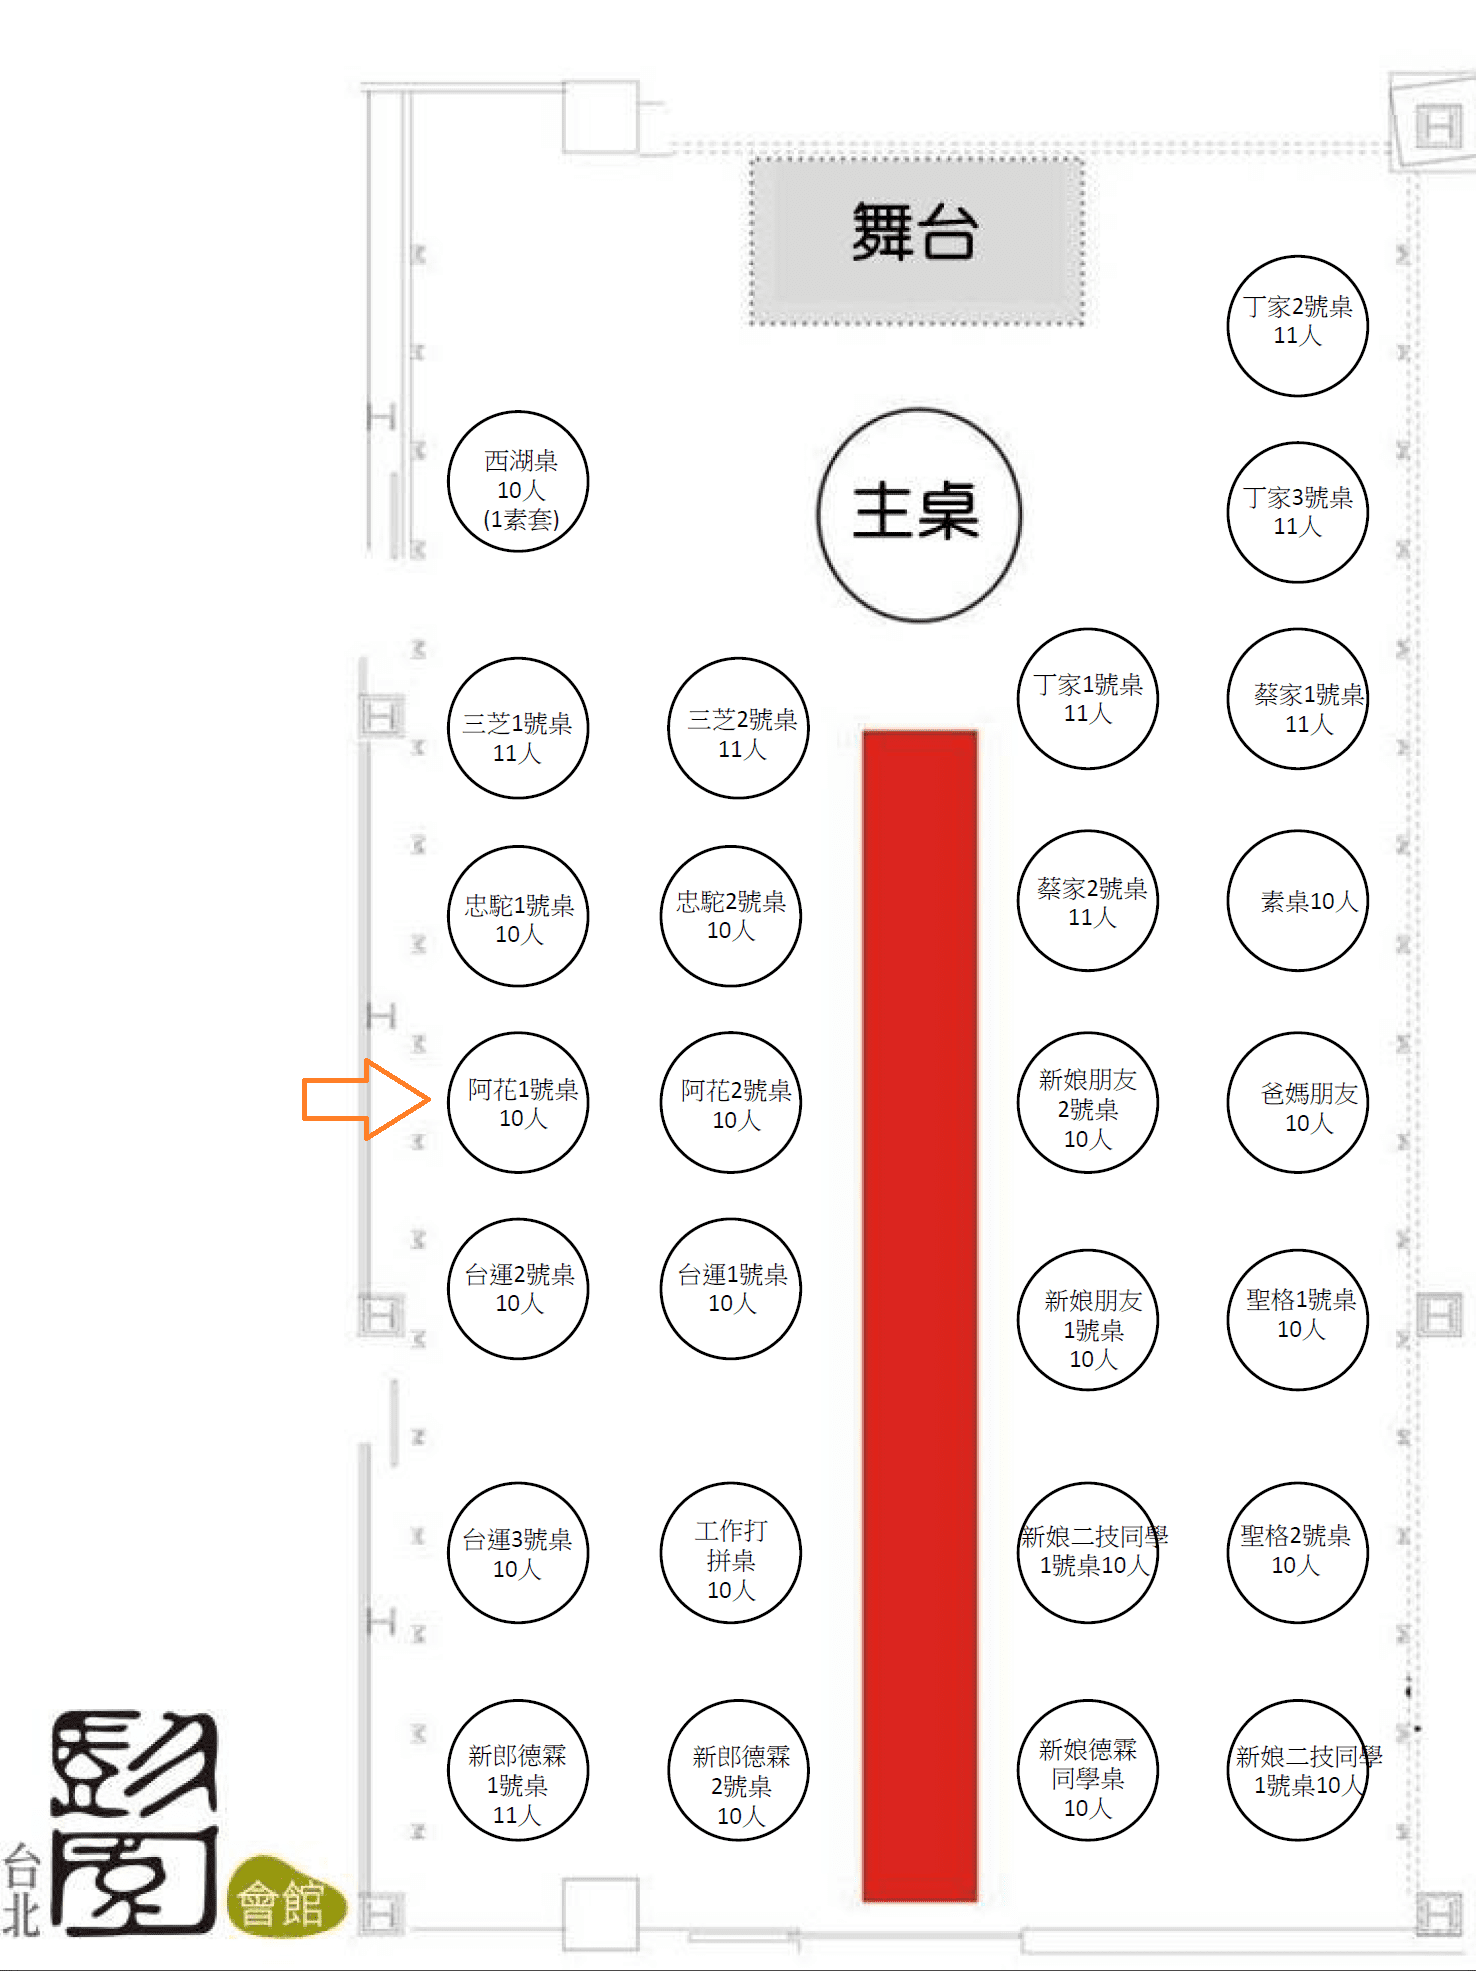 舞台
丁家2號桌
11人
西湖桌
10人
(1素套)
主桌
丁家3號桌
11人
三芝1號桌
11人
三芝2號桌
11人
丁家1號桌
11人
蔡家1號桌
11人
忠駝1號桌
10人
忠駝2號桌
10人
蔡家2號桌
11人
素桌10人
阿花1號桌
10人
阿花2號桌
10人
新娘朋友
2號桌
10人
爸媽朋友
10人
台運2號桌
10人
台運1號桌
10人
新娘朋友
1號桌
10人
聖格1號桌
10人
台運3號桌
10人
工作打
拼桌
10人
新娘二技同學
1號桌10人
聖格2號桌
10人
新郎德霖
1號桌
11人
新郎德霖
2號桌
10人
新娘德霖
同學桌
10人
新娘二技同學
1號桌10人
彭園
台北
會館